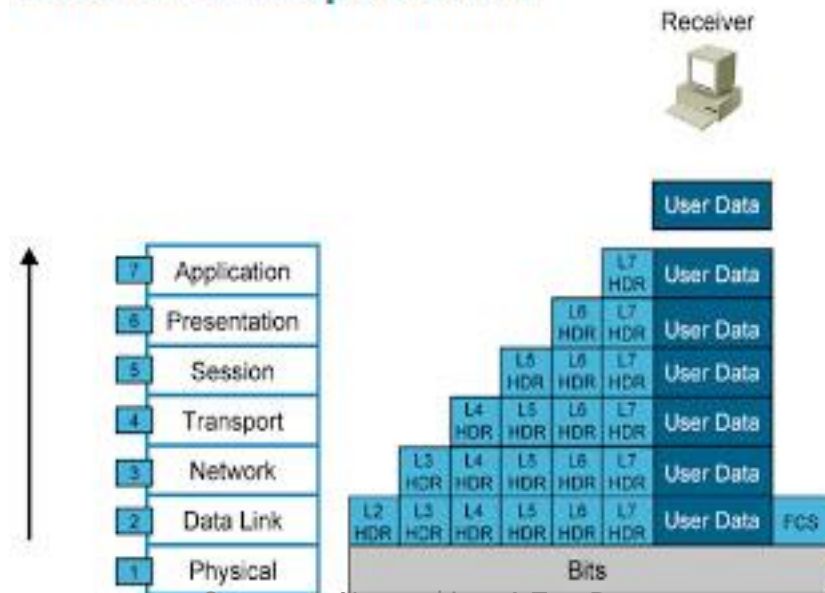 Receiver
User Data
7 Application L7 HDR User Data
6 Presentation L6 HDR L7 HDR User Data
5 Session L5 HDR L6 HDR L7 HDR User Data
4 Transport L4 HDR L5 HDR L6 HDR L7 HDR User Data
3 Network L3 HDR L4 HDR L5 HDR L6 HDR L7 HDR User Data
2 Data Link L2 HDR L3 HDR L4 HDR L5 HDR L6 HDR L7 HDR User Data FCS
1 Physical Bits